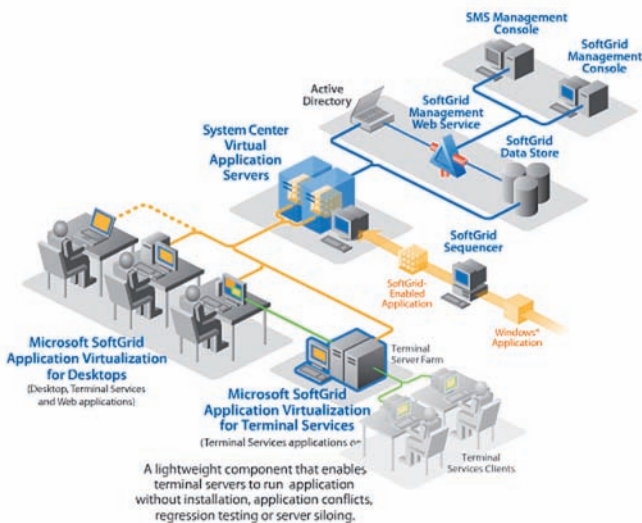 SMS Management
Console
SoftGrid
Management
Console
Active
Directory
SoftGrid
Management
Web Service
SoftGrid
Data Store
System Center
Virtual
Application
Servers
SoftGrid
Sequencer
SoftGrid-
Enabled
Application
Windows®
Application
Microsoft SoftGrid
Application Virtualization
for Desktops
(Desktop, Terminal Services
and Web applications)
Terminal
Server Farm
Microsoft SoftGrid
Application Virtualization
for Terminal Services
(Terminal Services applications
Terminal
Services Clients
A lightweight component that enables
terminal servers to run application
without installation, application conflicts,
regression testing or server siloing.